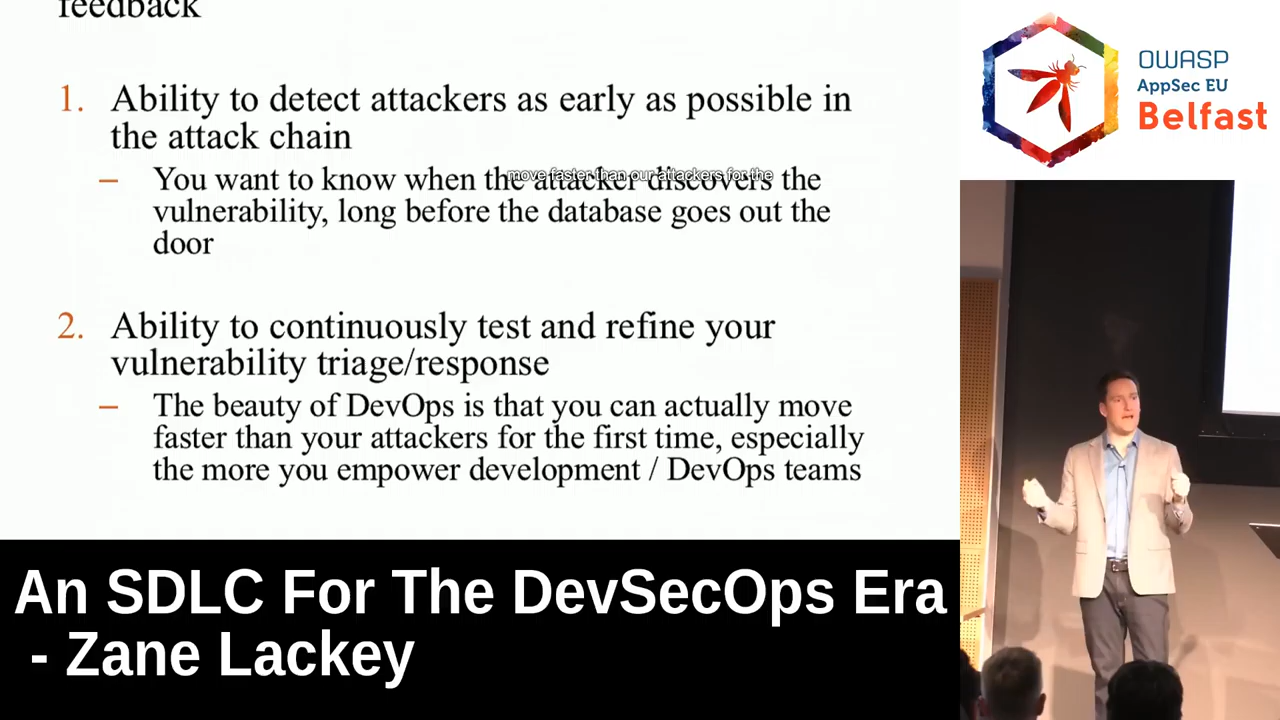 feedback
1. Ability to detect attackers as early as possible in
the attack chain
– You want to know when the attacker discovers the
vulnerability, long before the database goes out the
door
move faster than our attackers for the
2. Ability to continuously test and refine your
vulnerability triage/response
– The beauty of DevOps is that you can actually move
faster than your attackers for the first time, especially
the more you empower development / DevOps teams
An SDLC For The DevSecOps Era
- Zane Lackey
OWASP
AppSec EU
Belfast